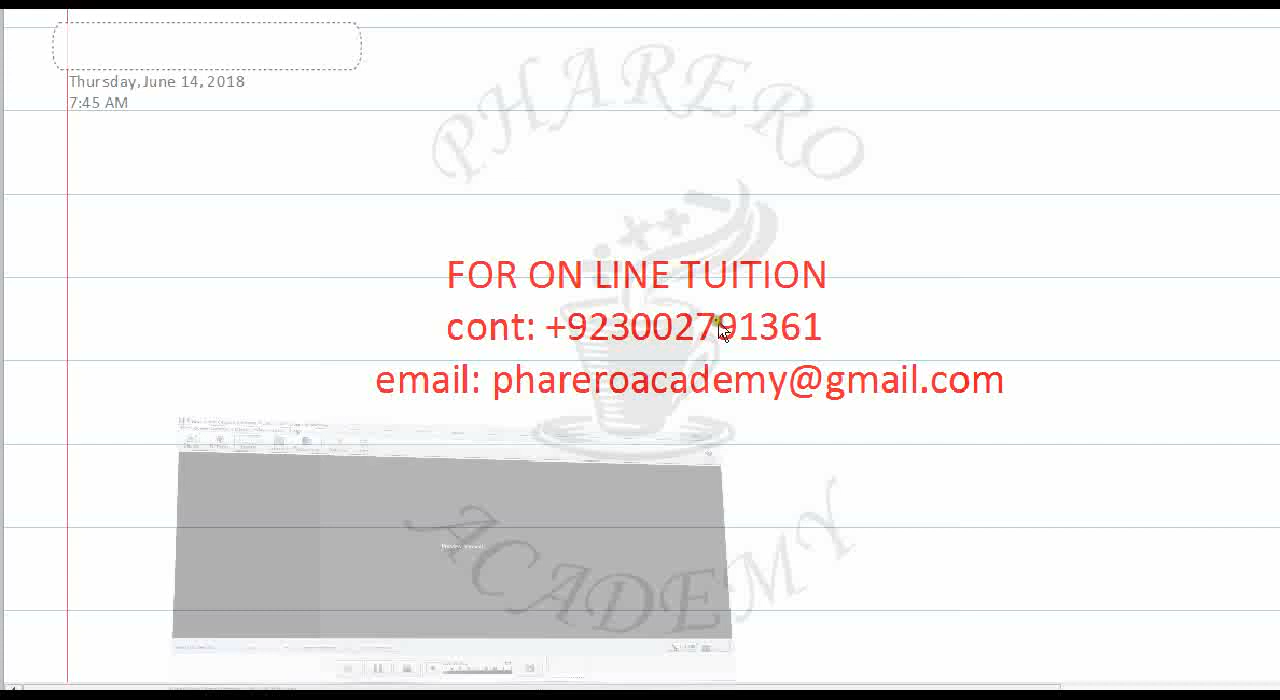 Thursday, June 14, 2018
7:45 AM
PHARERO
FOR ON LINE TUITION
cont: +923002791361
email: phareroacademy@gmail.com
ACADEMY